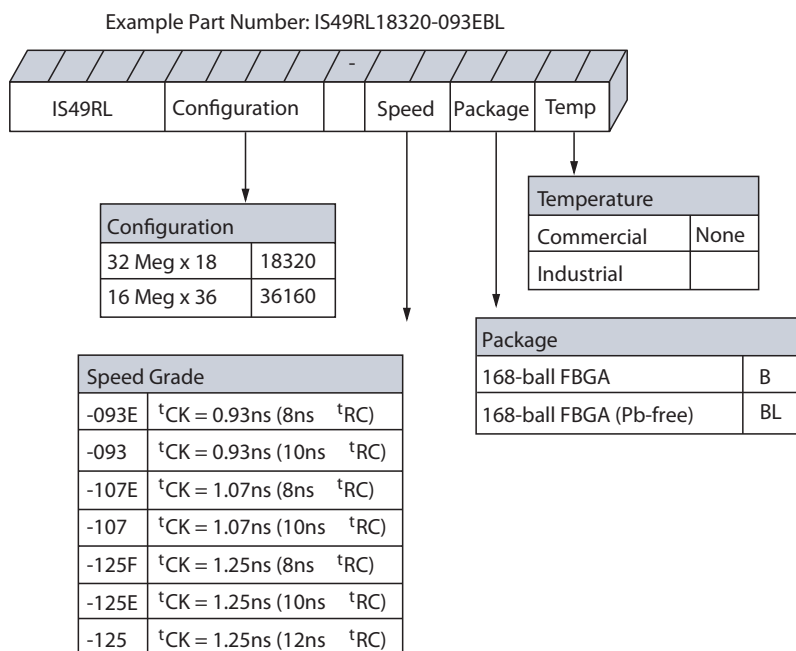 Example Part Number: IS49RL18320-093EBL
-
IS49RL Configuration Speed Package Temp
Configuration
32 Meg x 18 18320
16 Meg x 36 36160
Temperature
Commercial None
Industrial
Package
168-ball FBGA B
168-ball FBGA (Pb-free) BL
Speed Grade
-093E tCK = 0.93ns (8ns tRC)
-093 tCK = 0.93ns (10ns tRC)
-107E tCK = 1.07ns (8ns tRC)
-107 tCK = 1.07ns (10ns tRC)
-125F tCK = 1.25ns (8ns tRC)
-125E tCK = 1.25ns (10ns tRC)
-125 tCK = 1.25ns (12ns tRC)